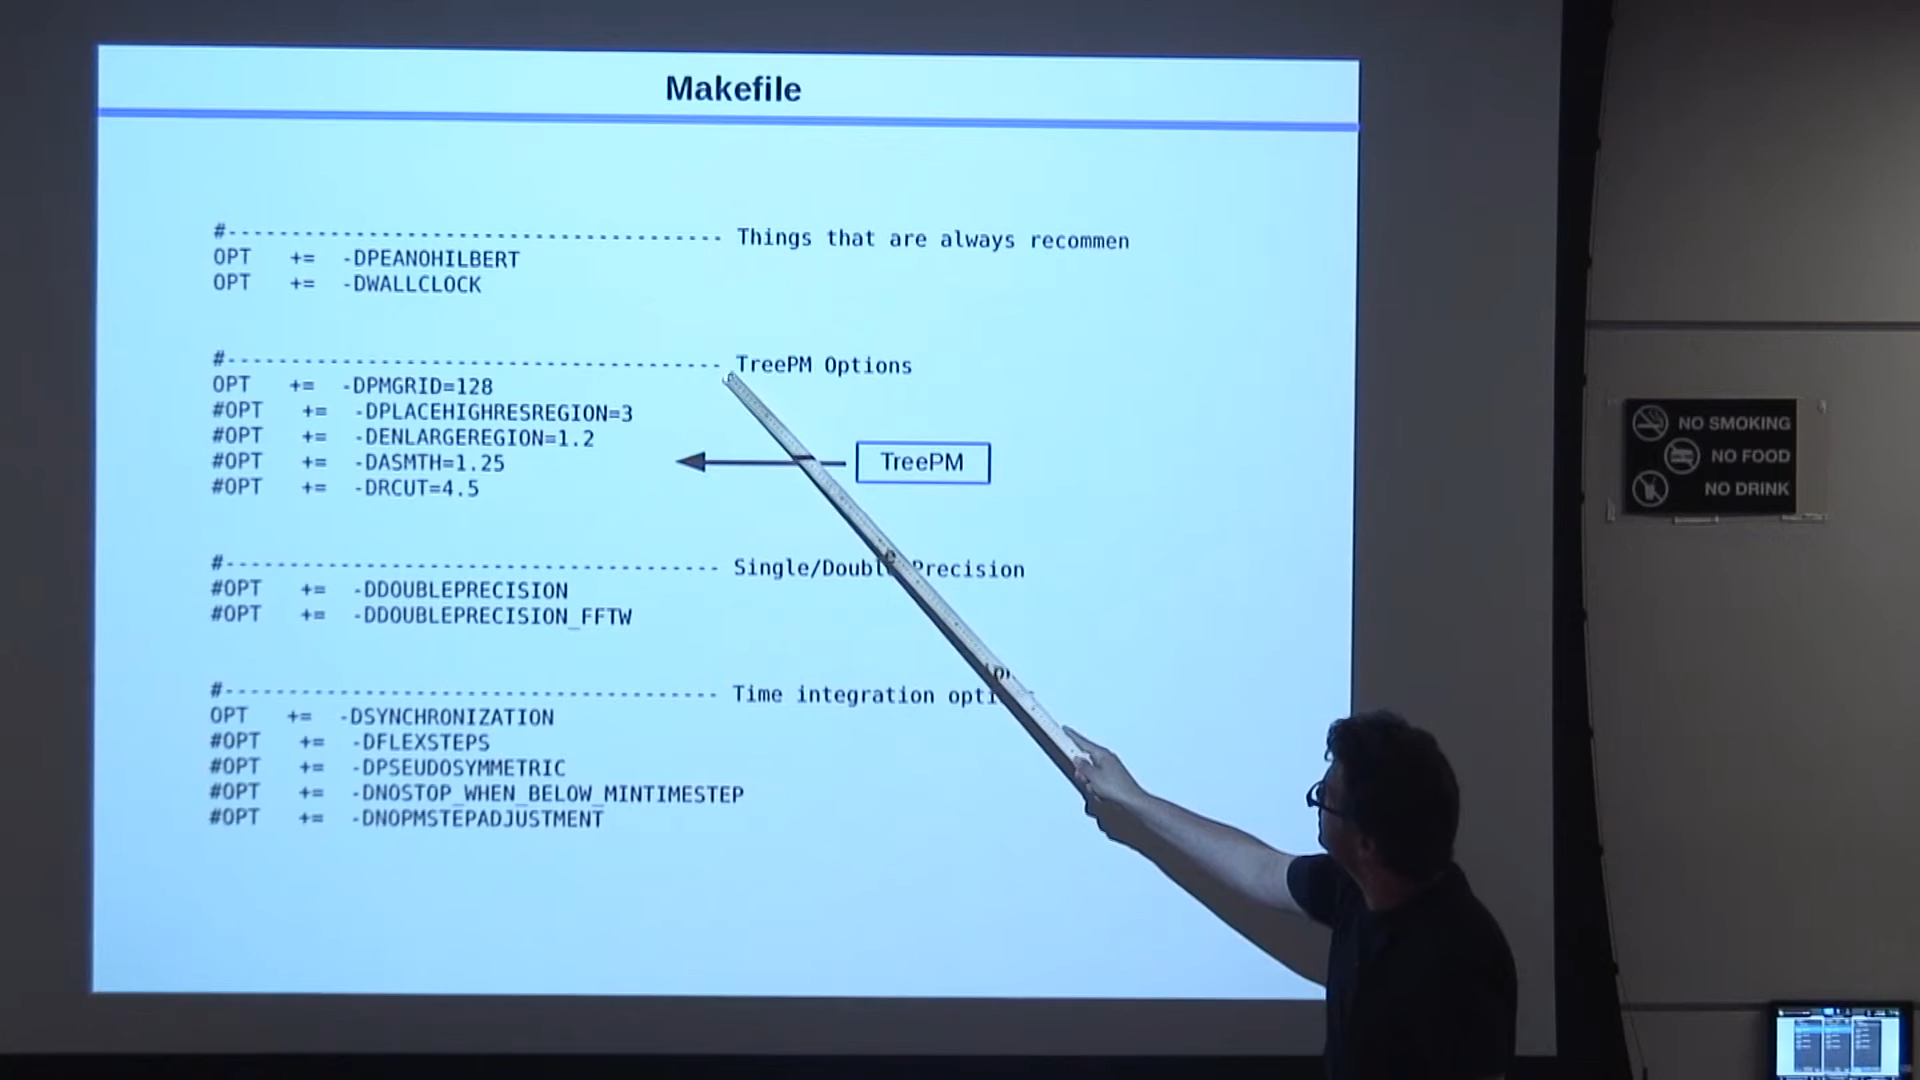 Makefile
#--------------------------------------- Things that are always recommen
OPT += -DPEANOHILBERT
OPT += -DWALLCLOCK
#--------------------------------------- TreePM Options
OPT += -DPMGRID=128
#OPT += -DPLACEHIGHRESREGION=3
#OPT += -DENLARGEREGION=1.2
#OPT += -DASMTH=1.25
#OPT += -DRCUT=4.5
TreePM
#--------------------------------------- Single/Double Precision
#OPT += -DDOUBLEPRECISION
#OPT += -DDOUBLEPRECISION_FFTW
#--------------------------------------- Time integration opti
OPT += -DSYNCHRONIZATION
#OPT += -DFLEXSTEPS
#OPT += -DPSEUDOSYMMETRIC
#OPT += -DNOSTOP_WHEN_BELOW_MINTIMESTEP
#OPT += -DNOPMSTEPADJUSTMENT
NO SMOKING
NO FOOD
NO DRINK